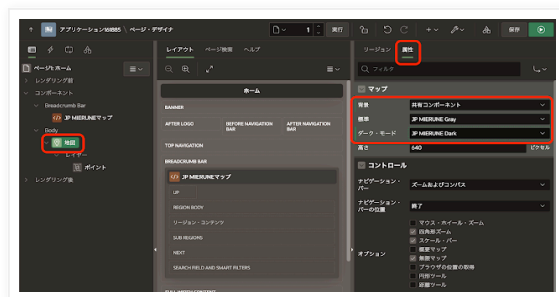 アプリケーション161885 \ ページ・デザイナ
1
実行
保存
レイアウト ページ検索 ヘルプ
リージョン 属性
ページ1: ホーム
レンダリング前
コンポーネント
Breadcrumb Bar
JP MIERUNEマップ
Body
地図
レイヤー
ポイント
レンダリング後
ホーム
BANNER
AFTER LOGO
BEFORE NAVIGATION BAR
AFTER NAVIGATION BAR
TOP NAVIGATION
BREADCRUMB BAR
JP MIERUNEマップ
UP
REGION BODY
リージョン・コンテンツ
SUB REGIONS
NEXT
SEARCH FIELD AND SMART FILTERS
フィルタ
マップ
背景 共有コンポーネント
標準 JP MIERUNE Gray
ダーク・モード JP MIERUNE Dark
高さ 640 ピクセル
コントロール
ナビゲーション・バー ズームおよびコンパス
ナビゲーション・バーの位置 終了
オプション
マウス・ホイール・ズーム
四角形ズーム
スケール・バー
概要マップ
無限マップ
ブラウザの位置の取得
円形ツール
距離ツール